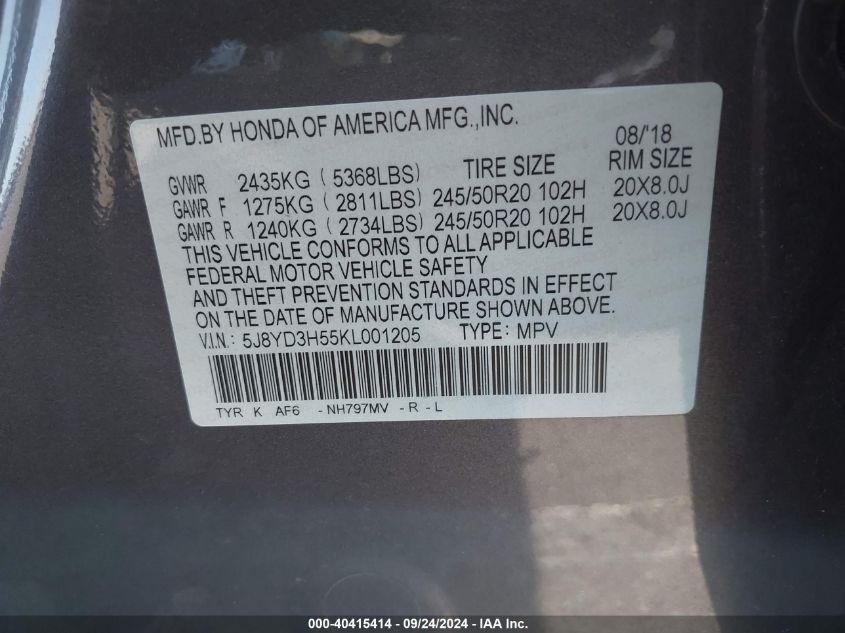 MFD.BY HONDA OF AMERICA MFG.,INC. 08/'18
GVWR 2435KG ( 5368LBS) TIRE SIZE RIM SIZE
GAWR F 1275KG ( 2811LBS) 245/50R20 102H 20X8.0J
GAWR R 1240KG ( 2734LBS) 245/50R20 102H 20X8.0J
THIS VEHICLE CONFORMS TO ALL APPLICABLE
FEDERAL MOTOR VEHICLE SAFETY
AND THEFT PREVENTION STANDARDS IN EFFECT
ON THE DATE OF MANUFACTURE SHOWN ABOVE.
V.I.N.: 5J8YD3H55KL001205 TYPE: MPV
TYR K AF6 -NH797MV -R -L
000-40415414 - 09/24/2024 - IAA Inc.